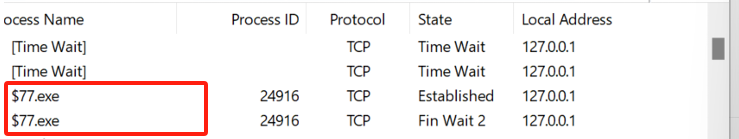 ocess Name Process ID Protocol State Local Address
[Time Wait] TCP Time Wait 127.0.0.1
[Time Wait] TCP Time Wait 127.0.0.1
$77.exe 24916 TCP Established 127.0.0.1
$77.exe 24916 TCP Fin Wait 2 127.0.0.1